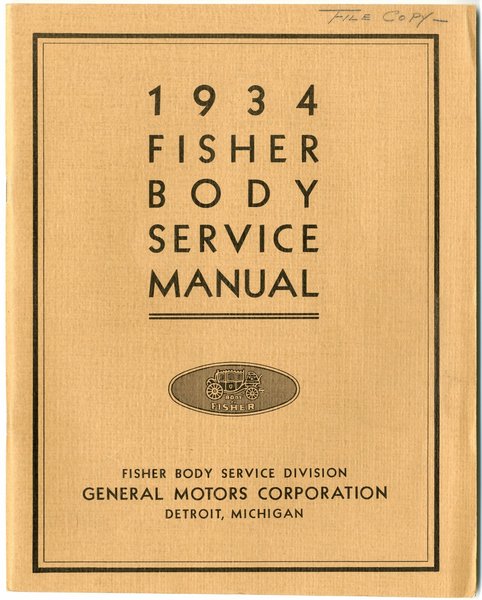 FILE COPY—
1934
FISHER
BODY
SERVICE
MANUAL
BODY
FISHER
FISHER BODY SERVICE DIVISION
GENERAL MOTORS CORPORATION
DETROIT, MICHIGAN